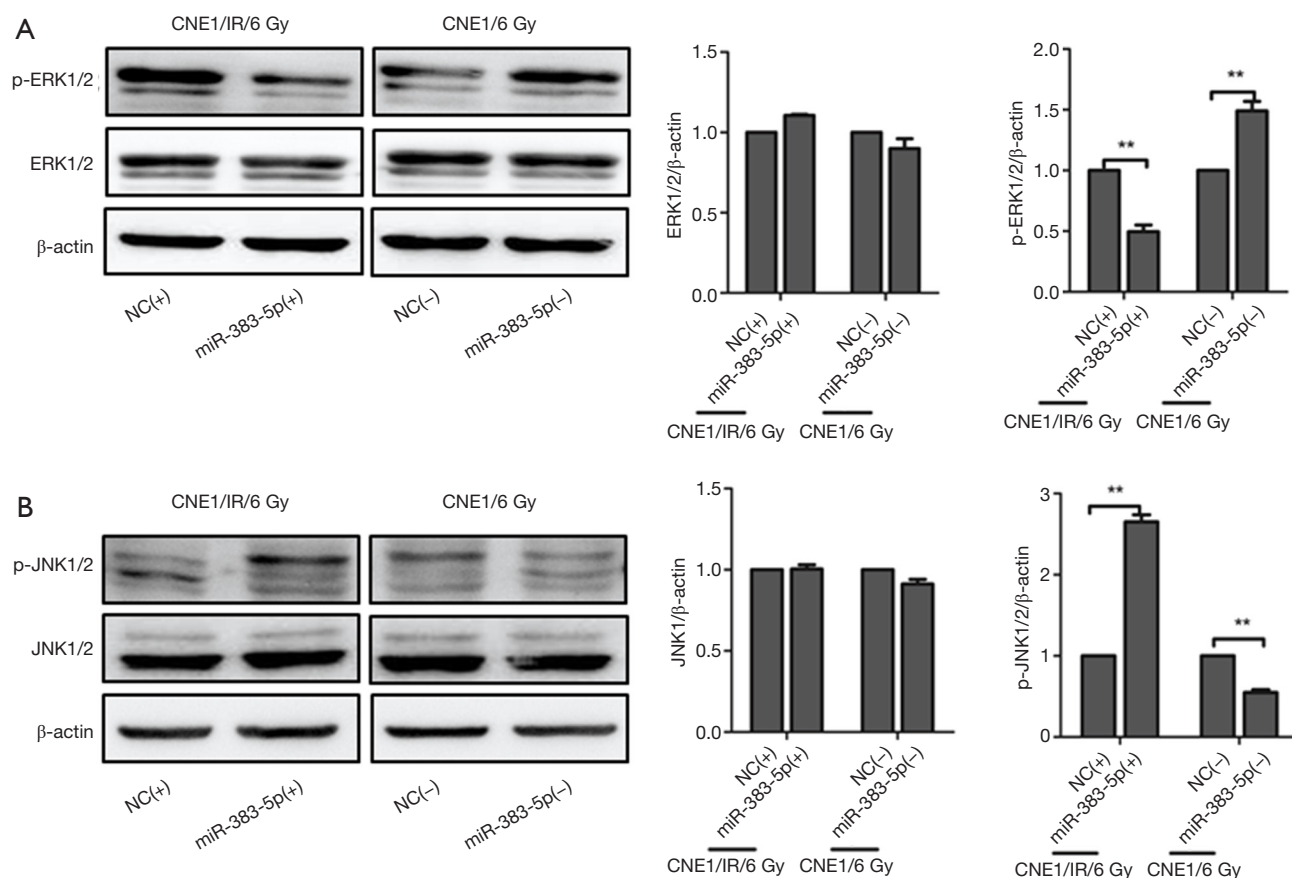 A
CNE1/IR/6 Gy
CNE1/6 Gy
p-ERK1/2
ERK1/2
β-actin
NC(+)
miR-383-5p(+)
NC(–)
miR-383-5p(–)
ERK1/2/β-actin
1.5
1.0
0.5
0.0
NC(+)
miR-383-5p(+)
NC(–)
miR-383-5p(–)
CNE1/IR/6 Gy
CNE1/6 Gy
p-ERK1/2/β-actin
2.0
1.5
1.0
0.5
0.0
**
**
NC(+)
miR-383-5p(+)
NC(–)
miR-383-5p(–)
CNE1/IR/6 Gy
CNE1/6 Gy
B
CNE1/IR/6 Gy
CNE1/6 Gy
p-JNK1/2
JNK1/2
β-actin
NC(+)
miR-383-5p(+)
NC(–)
miR-383-5p(–)
JNK1/β-actin
1.5
1.0
0.5
0.0
NC(+)
miR-383-5p(+)
NC(–)
miR-383-5p(–)
CNE1/IR/6 Gy
CNE1/6 Gy
p-JNK1/2/β-actin
3
2
1
0
**
**
NC(+)
miR-383-5p(+)
NC(–)
miR-383-5p(–)
CNE1/IR/6 Gy
CNE1/6 Gy